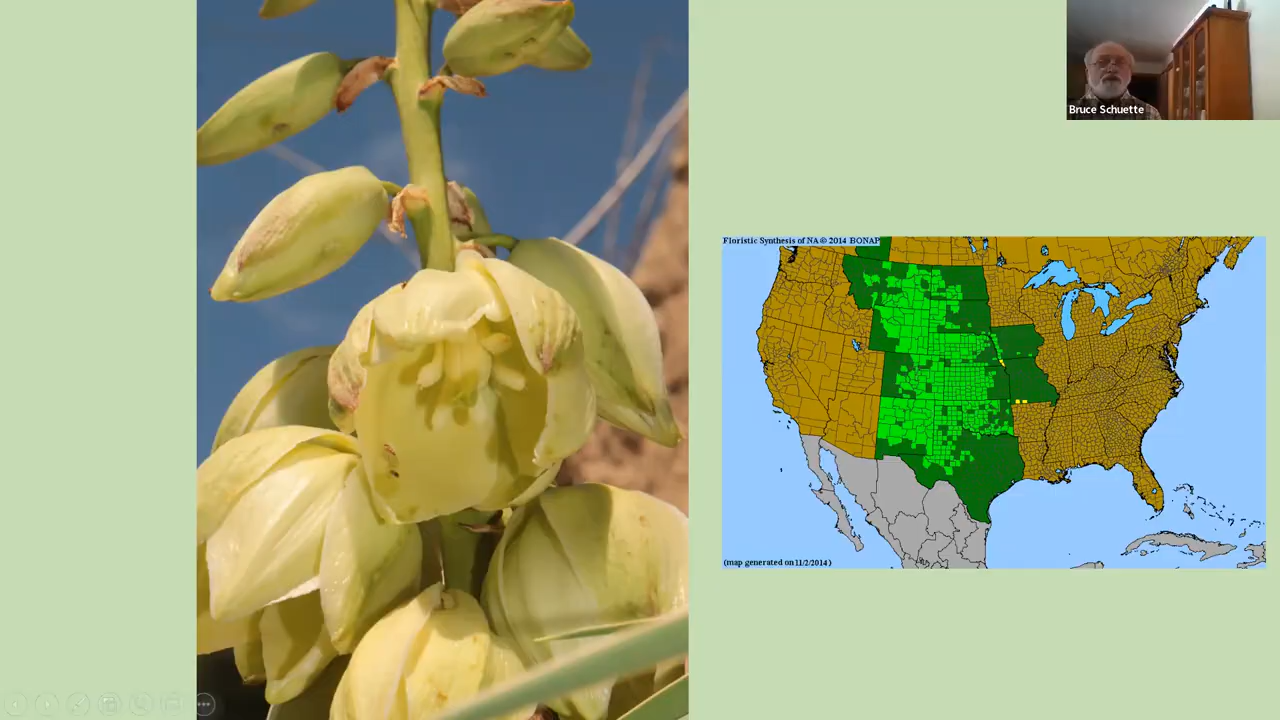 Bruce Schuette
Floristic Synthesis of NA © 2014 BONAP
(map generated on 11/2/2014)